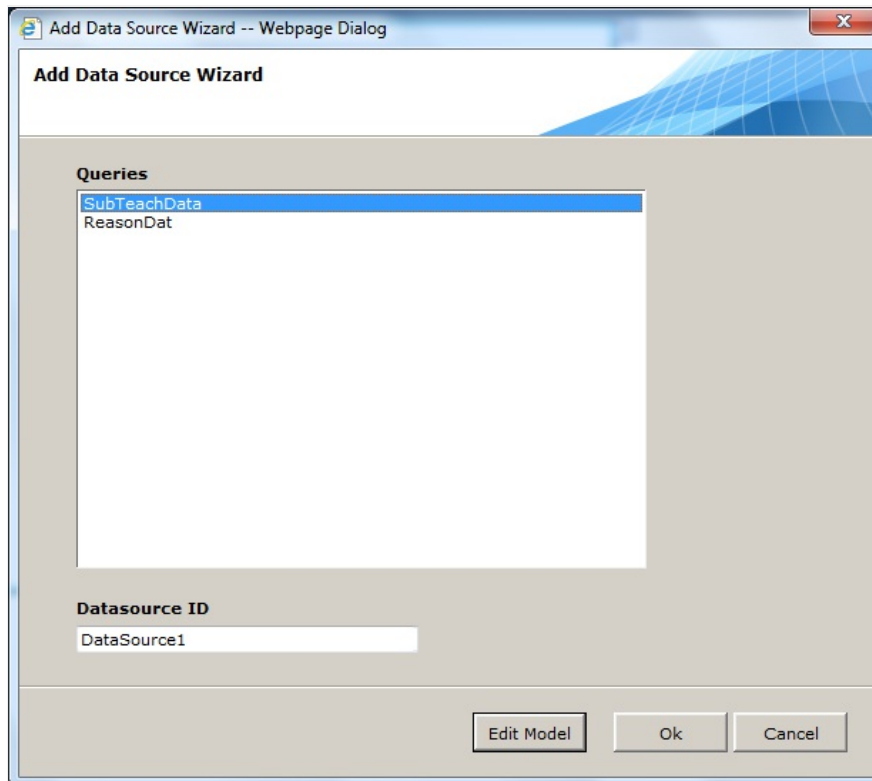 Add Data Source Wizard -- Webpage Dialog
Add Data Source Wizard
Queries
SubTeachData
ReasonDat
Datasource ID
DataSource1
Edit Model Ok Cancel